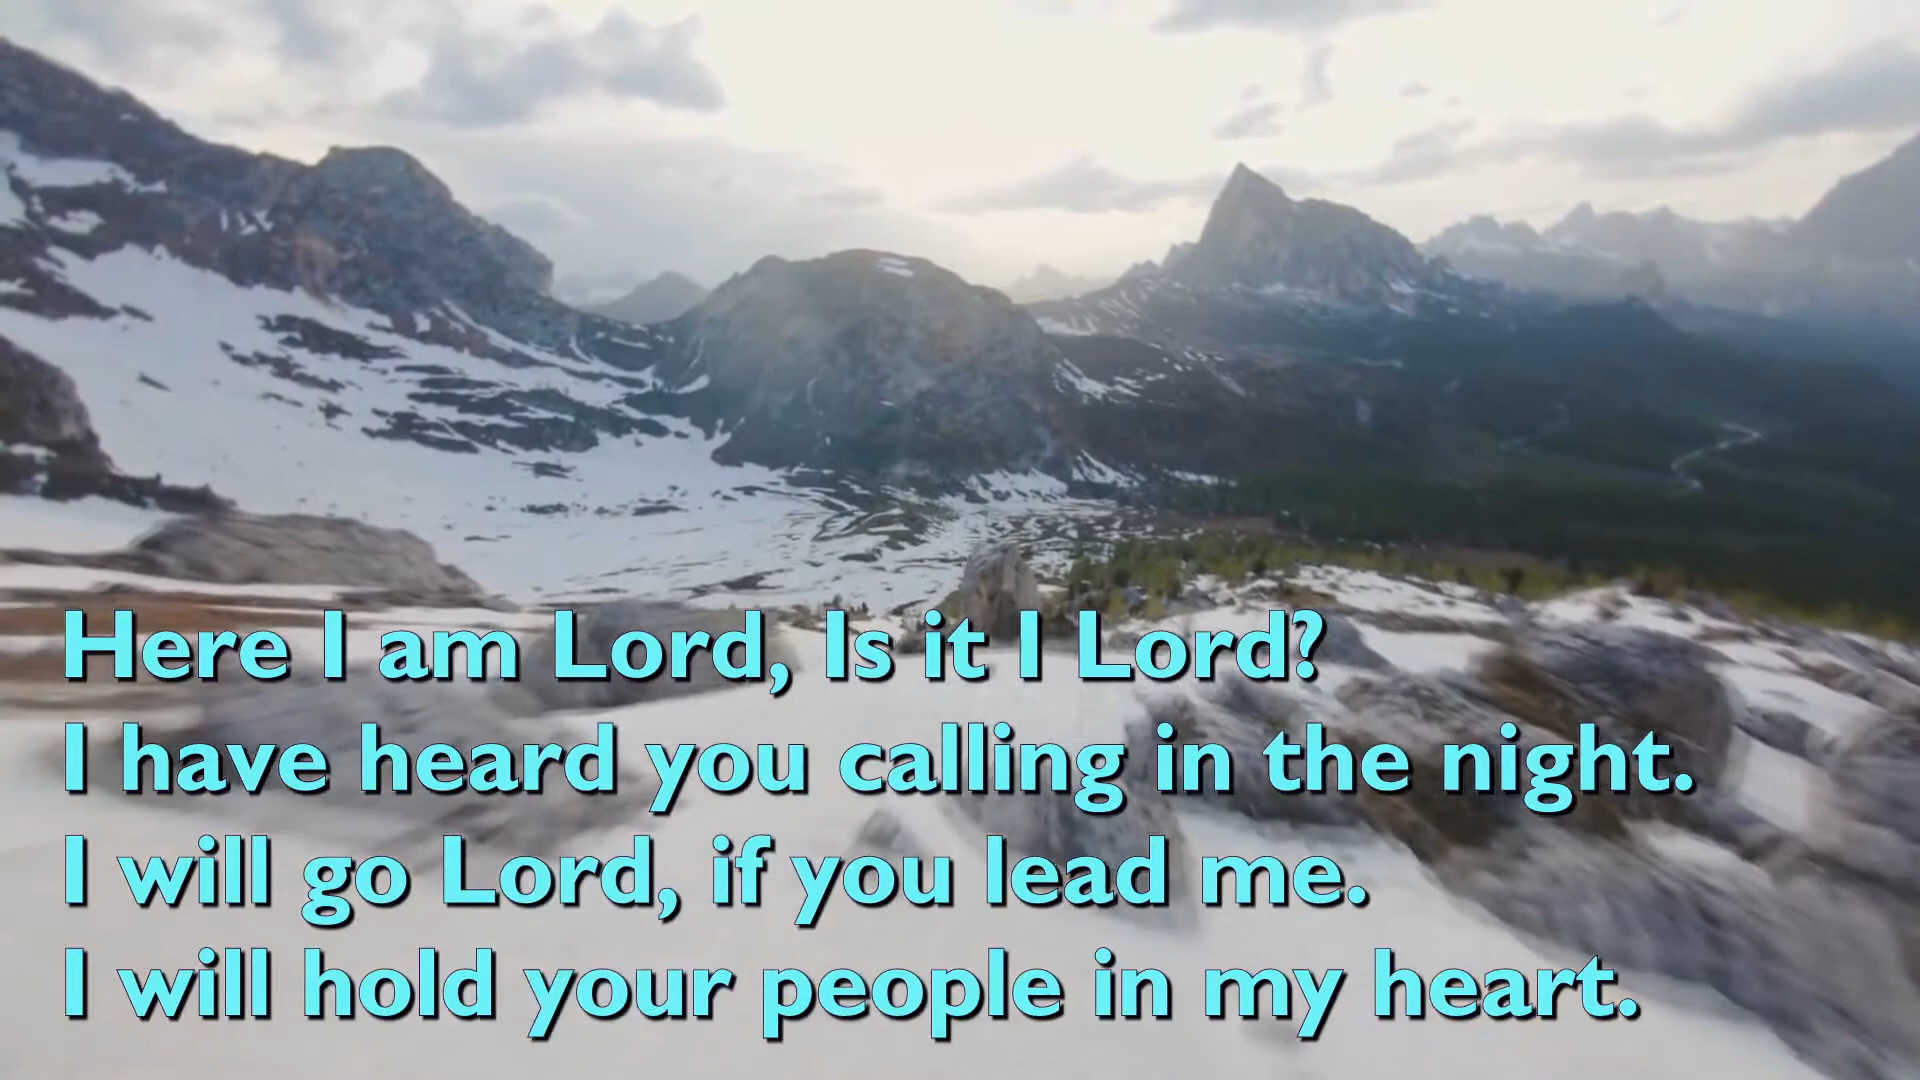 Here I am Lord, Is it I Lord?
I have heard you calling in the night.
I will go Lord, if you lead me.
I will hold your people in my heart.